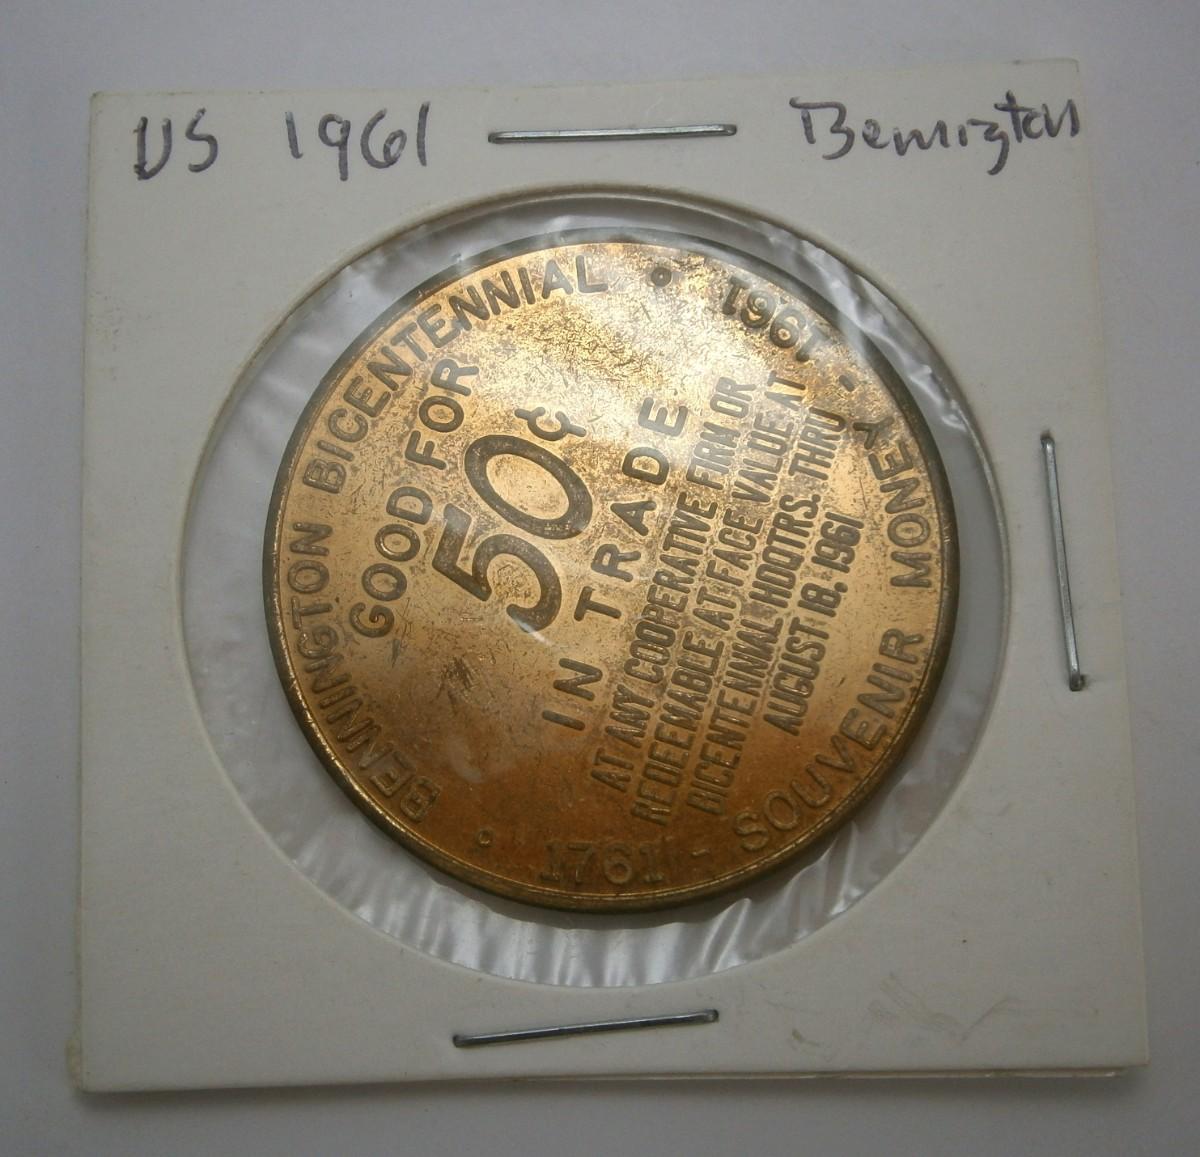 US 1961 Bennington
BENNINGTON BICENTENNIAL
1761 - SOUVENIR MONEY - 1961
GOOD FOR
50¢
IN TRADE
AT ANY COOPERATIVE FIRM OR
REDEEMABLE AT FACE VALUE AT
BICENTENNIAL HDQTRS. THRU
AUGUST 18, 1961